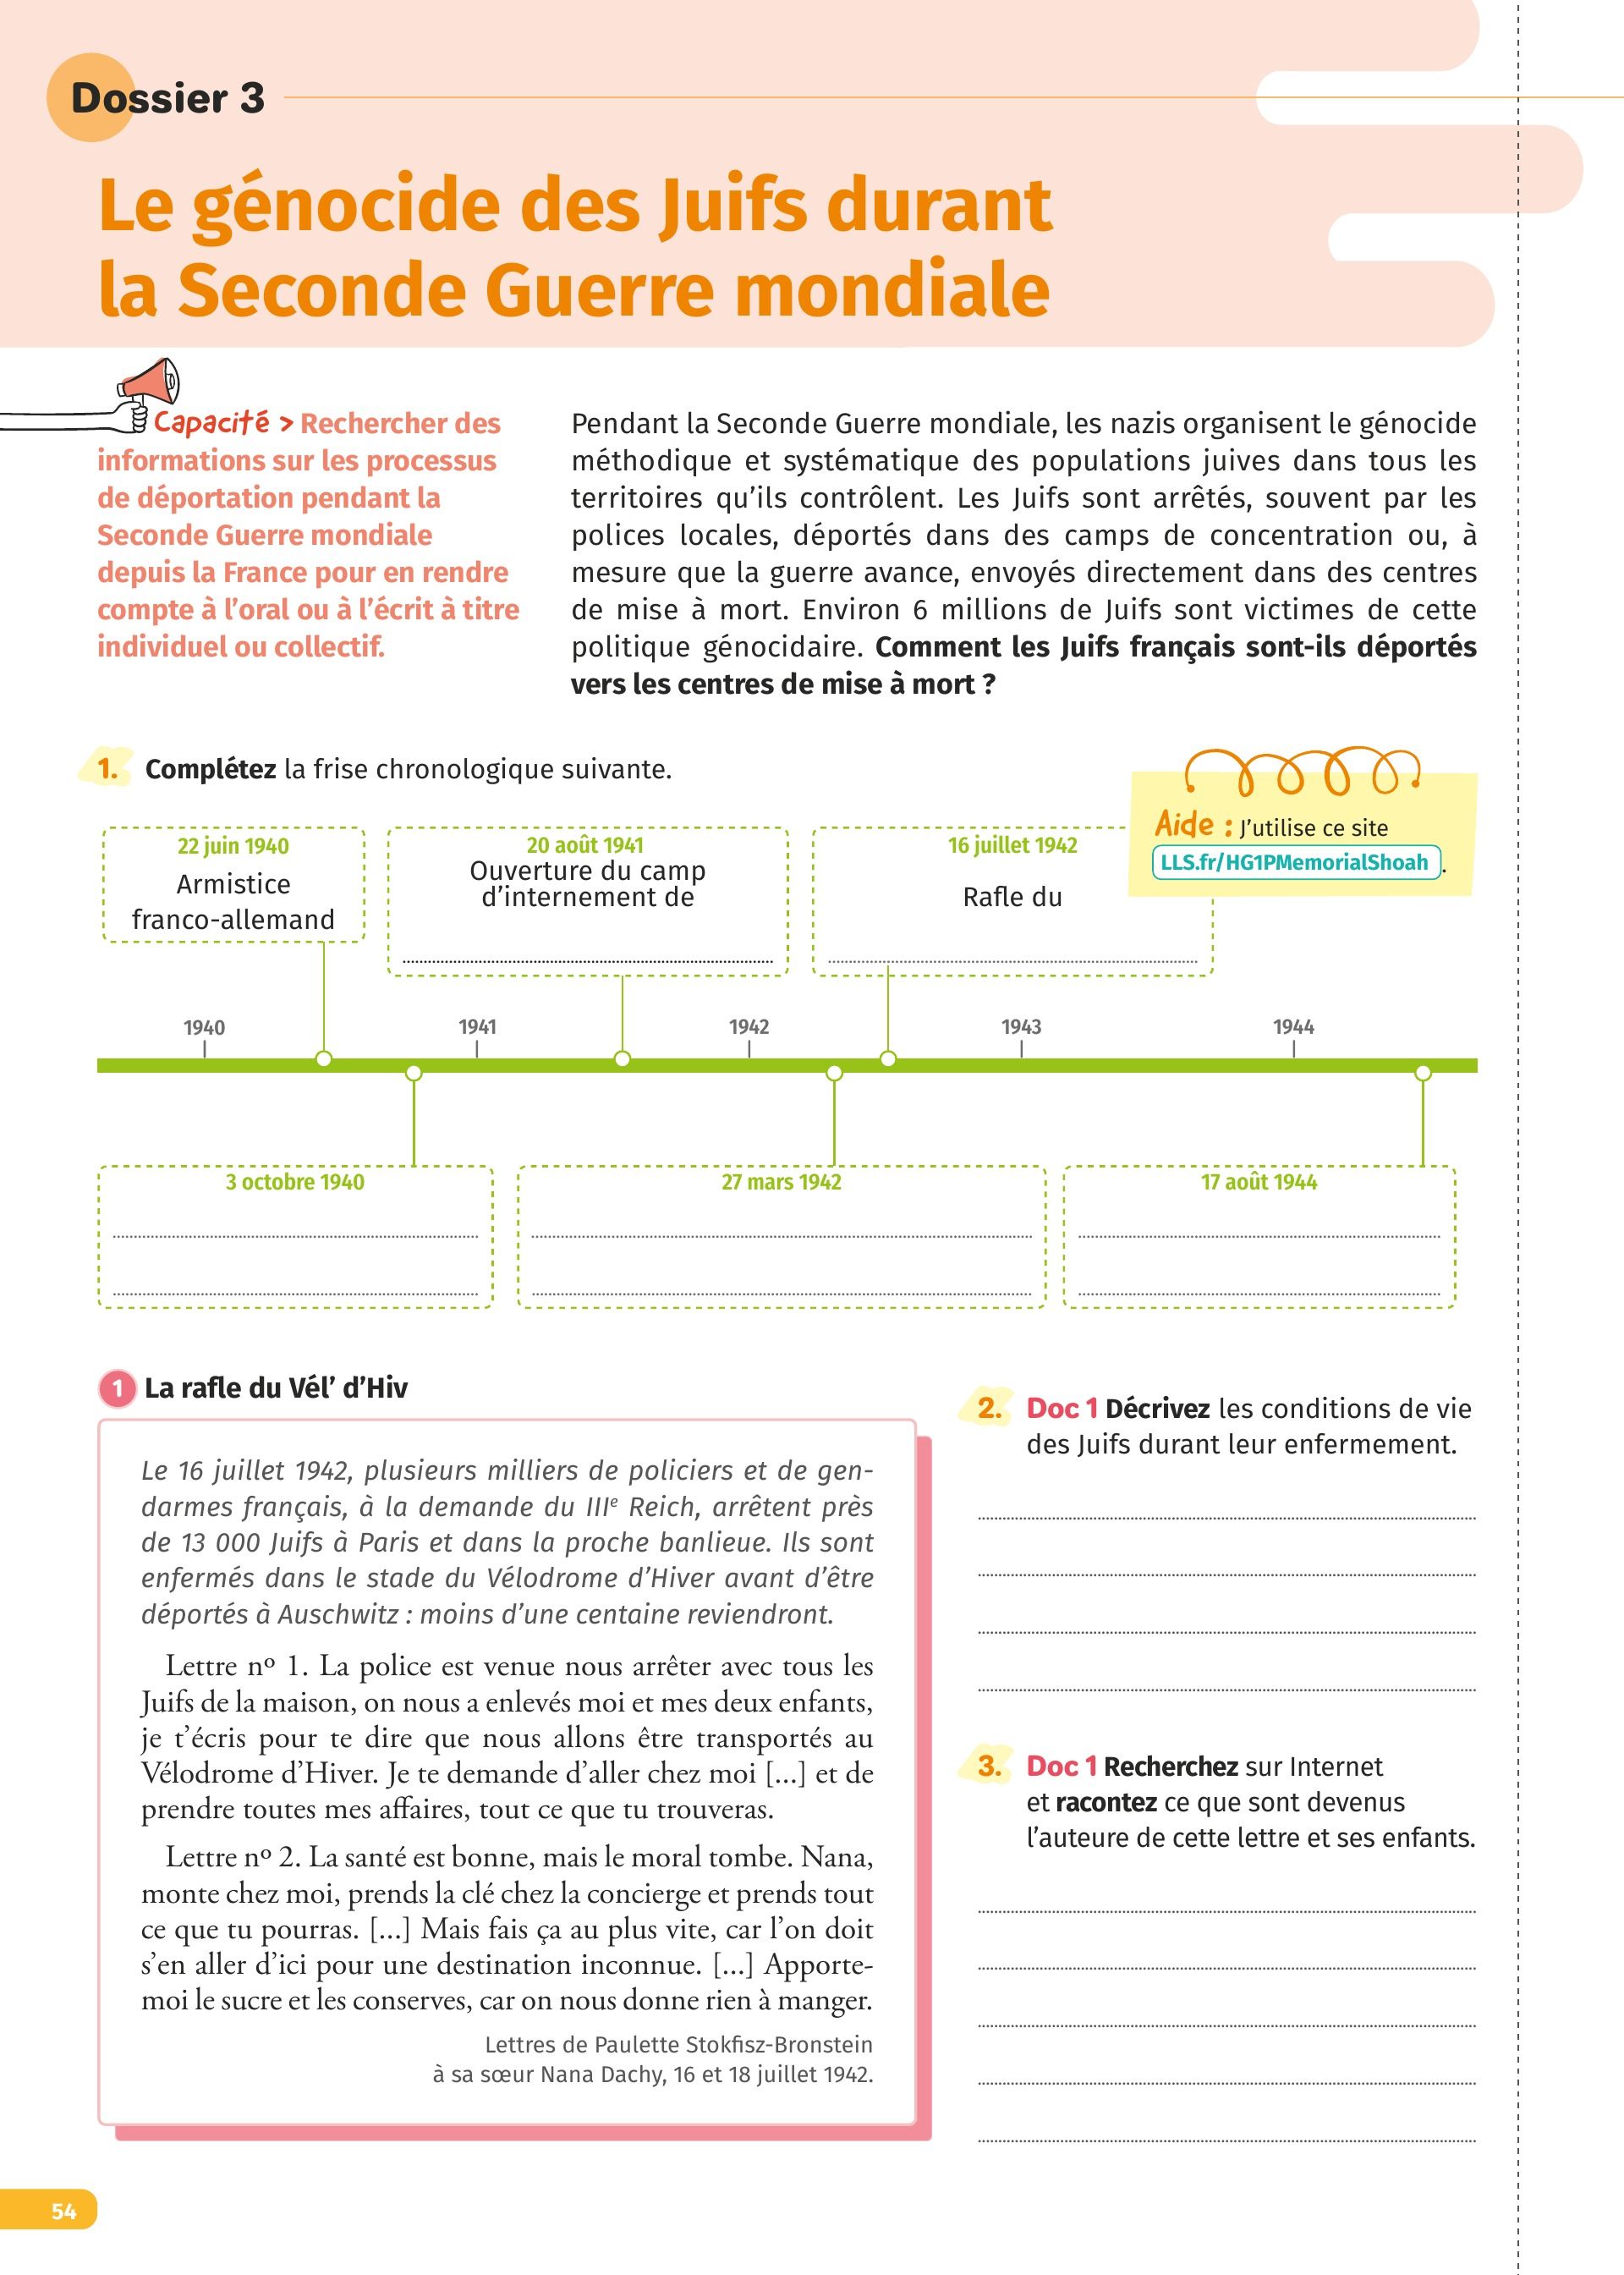 Dossier 3
Le génocide des Juifs durant
la Seconde Guerre mondiale
Capacité > Rechercher des
informations sur les processus
de déportation pendant la
Seconde Guerre mondiale
depuis la France pour en rendre
compte à l'oral ou à l'écrit à titre
individuel ou collectif.
Pendant la Seconde Guerre mondiale, les nazis organisent le génocide
méthodique et systématique des populations juives dans tous les
territoires qu'ils contrôlent. Les Juifs sont arrêtés, souvent par les
polices locales, déportés dans des camps de concentration ou, à
mesure que la guerre avance, envoyés directement dans des centres
de mise à mort. Environ 6 millions de Juifs sont victimes de cette
politique génocidaire. Comment les Juifs français sont-ils déportés
vers les centres de mise à mort ?
1. Complétez la frise chronologique suivante.
Aide : J'utilise ce site
LLS.fr/HG1PMemorialShoah .
22 juin 1940
Armistice
franco-allemand
20 août 1941
Ouverture du camp
d'internement de
16 juillet 1942
Rafle du
1940
1941
1942
1943
1944
3 octobre 1940
27 mars 1942
17 août 1944
1 La rafle du Vél' d'Hiv
Le 16 juillet 1942, plusieurs milliers de policiers et de gen-
darmes français, à la demande du IIIe Reich, arrêtent près
de 13 000 Juifs à Paris et dans la proche banlieue. Ils sont
enfermés dans le stade du Vélodrome d'Hiver avant d'être
déportés à Auschwitz : moins d'une centaine reviendront.
Lettre nº 1. La police est venue nous arrêter avec tous les
Juifs de la maison, on nous a enlevés moi et mes deux enfants,
je t'écris pour te dire que nous allons être transportés au
Vélodrome d'Hiver. Je te demande d'aller chez moi [...] et de
prendre toutes mes affaires, tout ce que tu trouveras.
Lettre nº 2. La santé est bonne, mais le moral tombe. Nana,
monte chez moi, prends la clé chez la concierge et prends tout
ce que tu pourras. [...] Mais fais ça au plus vite, car l'on doit
s'en aller d'ici pour une destination inconnue. [...] Apporte-
moi le sucre et les conserves, car on nous donne rien à manger.
Lettres de Paulette Stokfisz-Bronstein
à sa sœur Nana Dachy, 16 et 18 juillet 1942.
2. Doc 1 Décrivez les conditions de vie
des Juifs durant leur enfermement.
3. Doc 1 Recherchez sur Internet
et racontez ce que sont devenus
l'auteure de cette lettre et ses enfants.
54